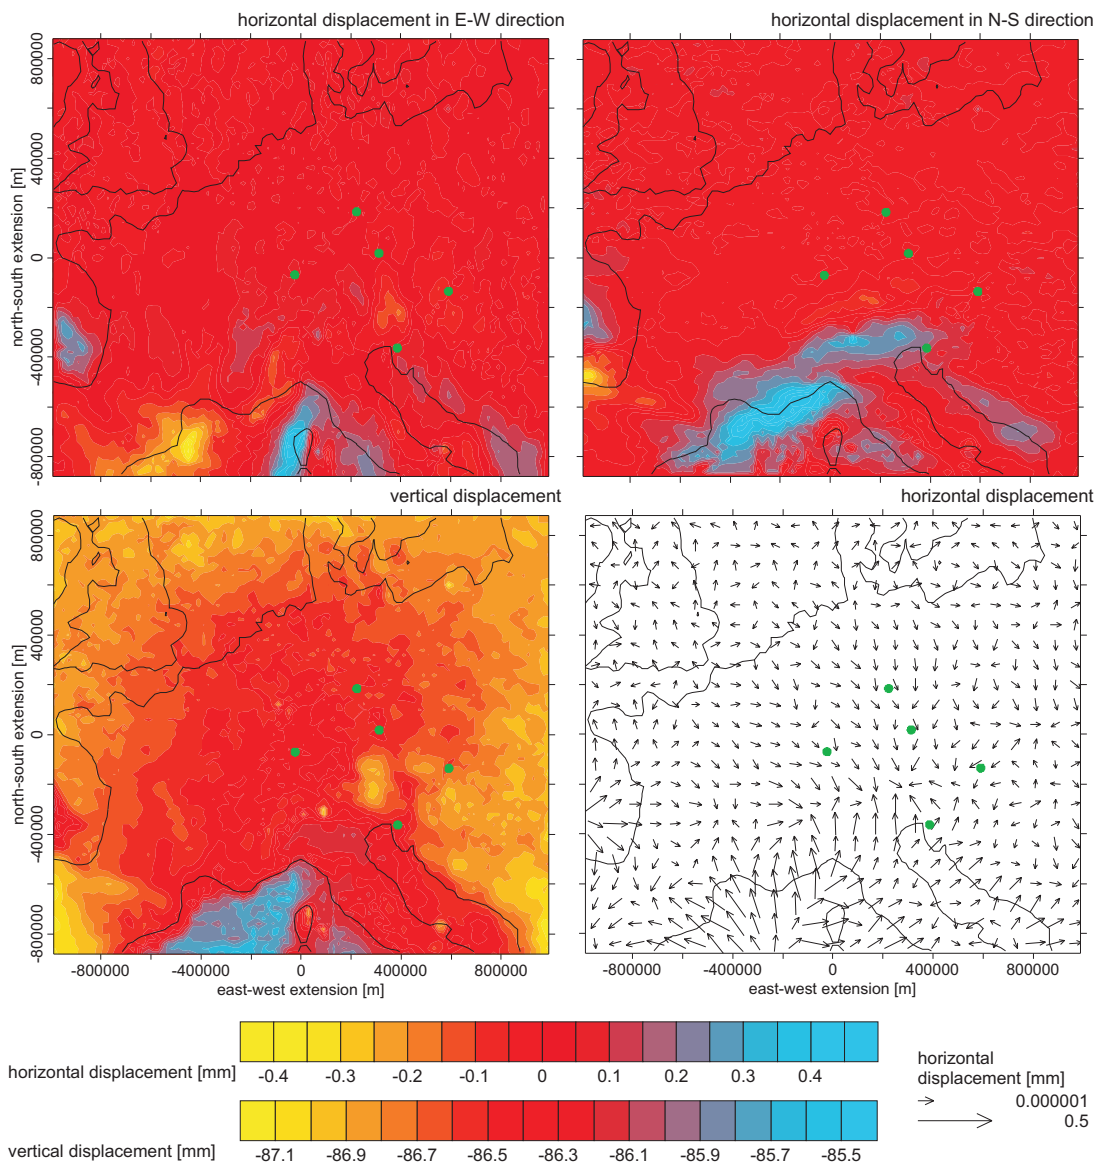 horizontal displacement in E-W direction
horizontal displacement in N-S direction
north-south extension [m]
800000
400000
0
-400000
-800000
vertical displacement
horizontal displacement
north-south extension [m]
800000
400000
0
-400000
-800000
-800000 -400000 0 400000 800000
east-west extension [m]
-800000 -400000 0 400000 800000
east-west extension [m]
horizontal displacement [mm]
-0.4 -0.3 -0.2 -0.1 0 0.1 0.2 0.3 0.4
vertical displacement [mm]
-87.1 -86.9 -86.7 -86.5 -86.3 -86.1 -85.9 -85.7 -85.5
horizontal
displacement [mm]
0.000001
0.5